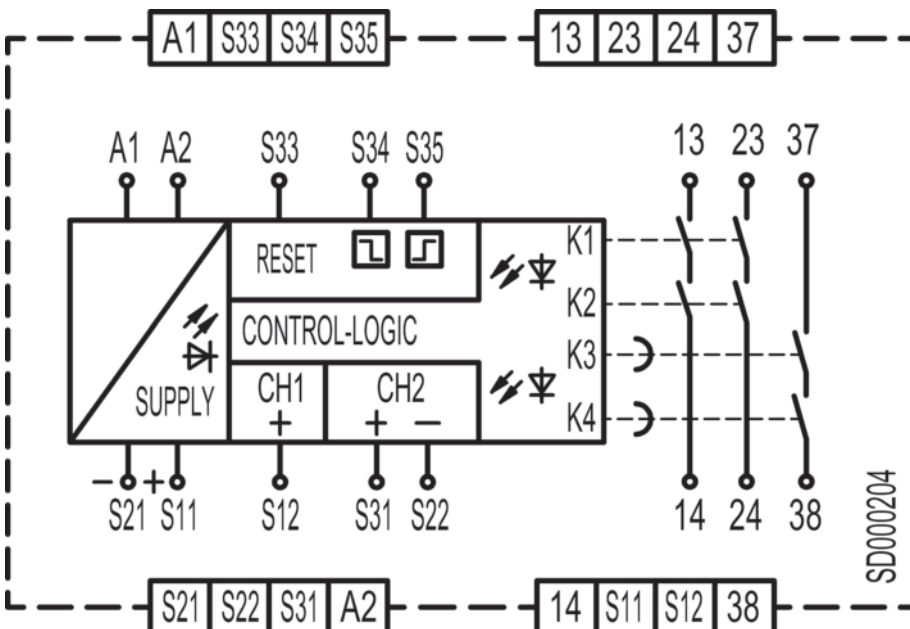 A1 S33 S34 S35 13 23 24 37
A1 A2 S33 S34 S35 13 23 37
RESET K1
K2
CONTROL-LOGIC
K3
SUPPLY CH1 CH2
+ + − K4
− +
S21 S11 S12 S31 S22 14 24 38
SD000204
S21 S22 S31 A2 14 S11 S12 38